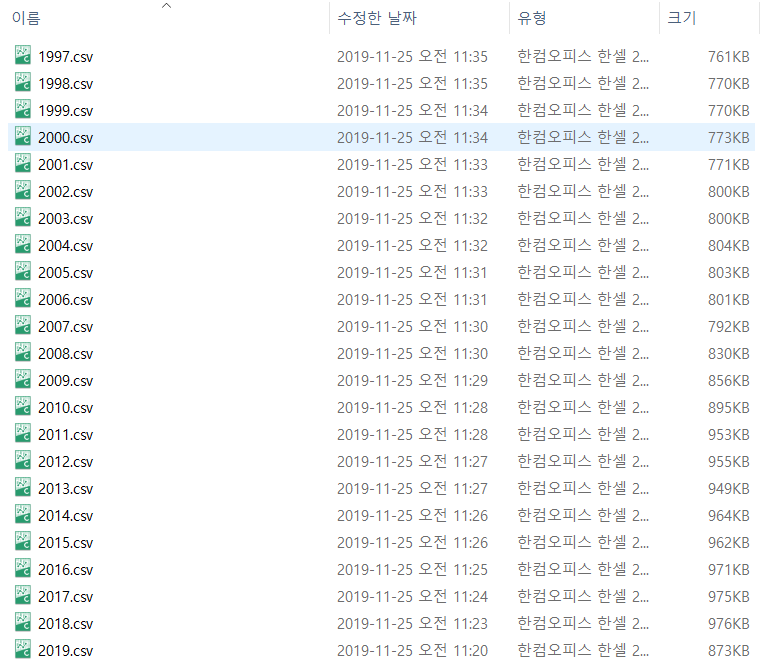 이름 수정한 날짜 유형 크기
1997.csv 2019-11-25 오전 11:35 한컴오피스 한셀 2... 761KB
1998.csv 2019-11-25 오전 11:35 한컴오피스 한셀 2... 770KB
1999.csv 2019-11-25 오전 11:34 한컴오피스 한셀 2... 770KB
2000.csv 2019-11-25 오전 11:34 한컴오피스 한셀 2... 773KB
2001.csv 2019-11-25 오전 11:33 한컴오피스 한셀 2... 771KB
2002.csv 2019-11-25 오전 11:33 한컴오피스 한셀 2... 800KB
2003.csv 2019-11-25 오전 11:32 한컴오피스 한셀 2... 800KB
2004.csv 2019-11-25 오전 11:32 한컴오피스 한셀 2... 804KB
2005.csv 2019-11-25 오전 11:31 한컴오피스 한셀 2... 803KB
2006.csv 2019-11-25 오전 11:31 한컴오피스 한셀 2... 801KB
2007.csv 2019-11-25 오전 11:30 한컴오피스 한셀 2... 792KB
2008.csv 2019-11-25 오전 11:30 한컴오피스 한셀 2... 830KB
2009.csv 2019-11-25 오전 11:29 한컴오피스 한셀 2... 856KB
2010.csv 2019-11-25 오전 11:28 한컴오피스 한셀 2... 895KB
2011.csv 2019-11-25 오전 11:28 한컴오피스 한셀 2... 953KB
2012.csv 2019-11-25 오전 11:27 한컴오피스 한셀 2... 955KB
2013.csv 2019-11-25 오전 11:27 한컴오피스 한셀 2... 949KB
2014.csv 2019-11-25 오전 11:26 한컴오피스 한셀 2... 964KB
2015.csv 2019-11-25 오전 11:26 한컴오피스 한셀 2... 962KB
2016.csv 2019-11-25 오전 11:25 한컴오피스 한셀 2... 971KB
2017.csv 2019-11-25 오전 11:24 한컴오피스 한셀 2... 975KB
2018.csv 2019-11-25 오전 11:23 한컴오피스 한셀 2... 976KB
2019.csv 2019-11-25 오전 11:20 한컴오피스 한셀 2... 873KB